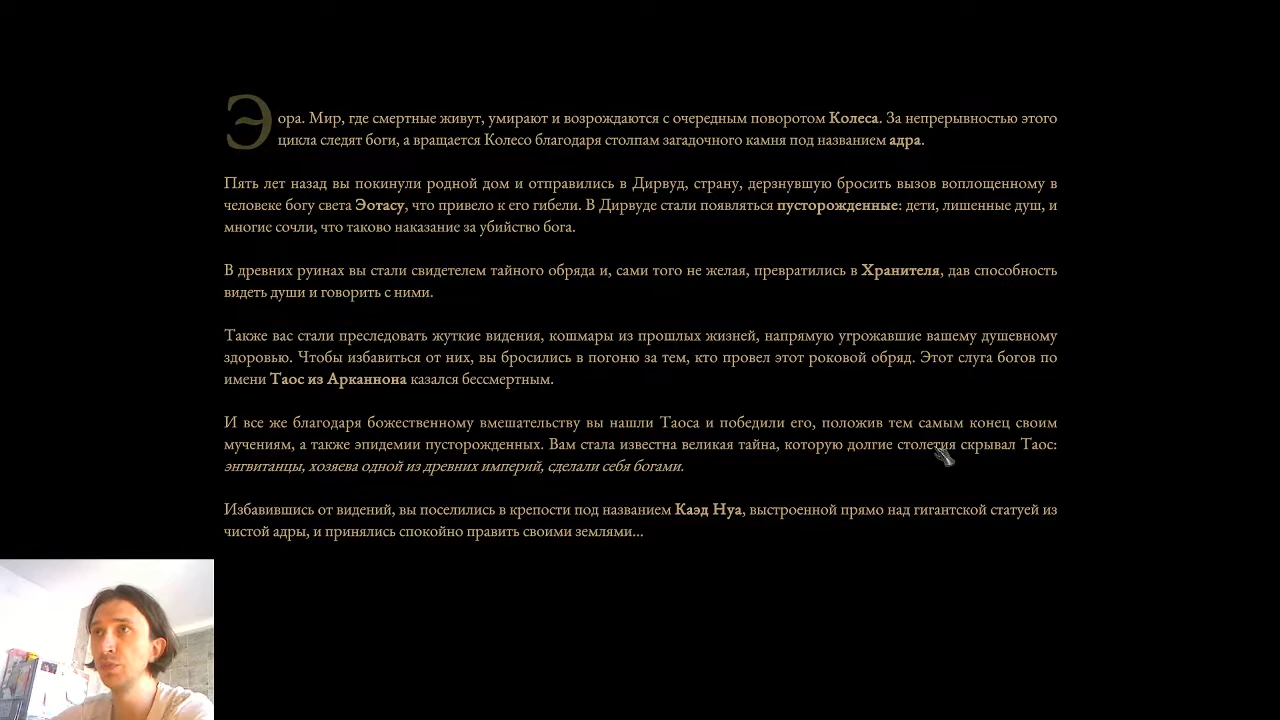 Эора. Мир, где смертные живут, умирают и возрождаются с очередным поворотом Колеса. За непрерывностью этого
цикла следят боги, а вращается Колесо благодаря столпам загадочного камня под названием адра.
Пять лет назад вы покинули родной дом и отправились в Дирвуд, страну, дерзнувшую бросить вызов воплощенному в
человеке богу света Эотасу, что привело к его гибели. В Дирвуде стали появляться пусторожденные: дети, лишенные душ, и
многие сочли, что таково наказание за убийство бога.
В древних руинах вы стали свидетелем тайного обряда и, сами того не желая, превратились в Хранителя, дав способность
видеть души и говорить с ними.
Также вас стали преследовать жуткие видения, кошмары из прошлых жизней, напрямую угрожавшие вашему душевному
здоровью. Чтобы избавиться от них, вы бросились в погоню за тем, кто провел этот роковой обряд. Этот слуга богов по
имени Таос из Арканнона казался бессмертным.
И все же благодаря божественному вмешательству вы нашли Таоса и победили его, положив тем самым конец своим
мучениям, а также эпидемии пусторожденных. Вам стала известна великая тайна, которую долгие столетия скрывал Таос:
энгвитанцы, хозяева одной из древних империй, сделали себя богами.
Избавившись от видений, вы поселились в крепости под названием Каэд Нуа, выстроенной прямо над гигантской статуей из
чистой адры, и принялись спокойно править своими землями...